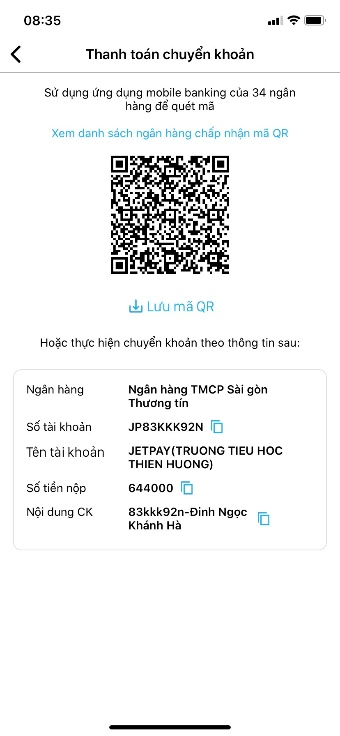 08:35
Thanh toán chuyển khoản
Sử dụng ứng dụng mobile banking của 34 ngân
hàng để quét mã
Xem danh sách ngân hàng chấp nhận mã QR
Lưu mã QR
Hoặc thực hiện chuyển khoản theo thông tin sau:
Ngân hàng
Ngân hàng TMCP Sài gòn
Thương tín
Số tài khoản
JP83KKK92N
Tên tài khoản
JETPAY(TRUONG TIEU HOC
THIEN HUONG)
Số tiền nộp
644000
Nội dung CK
83kkk92n-Đinh Ngọc
Khánh Hà